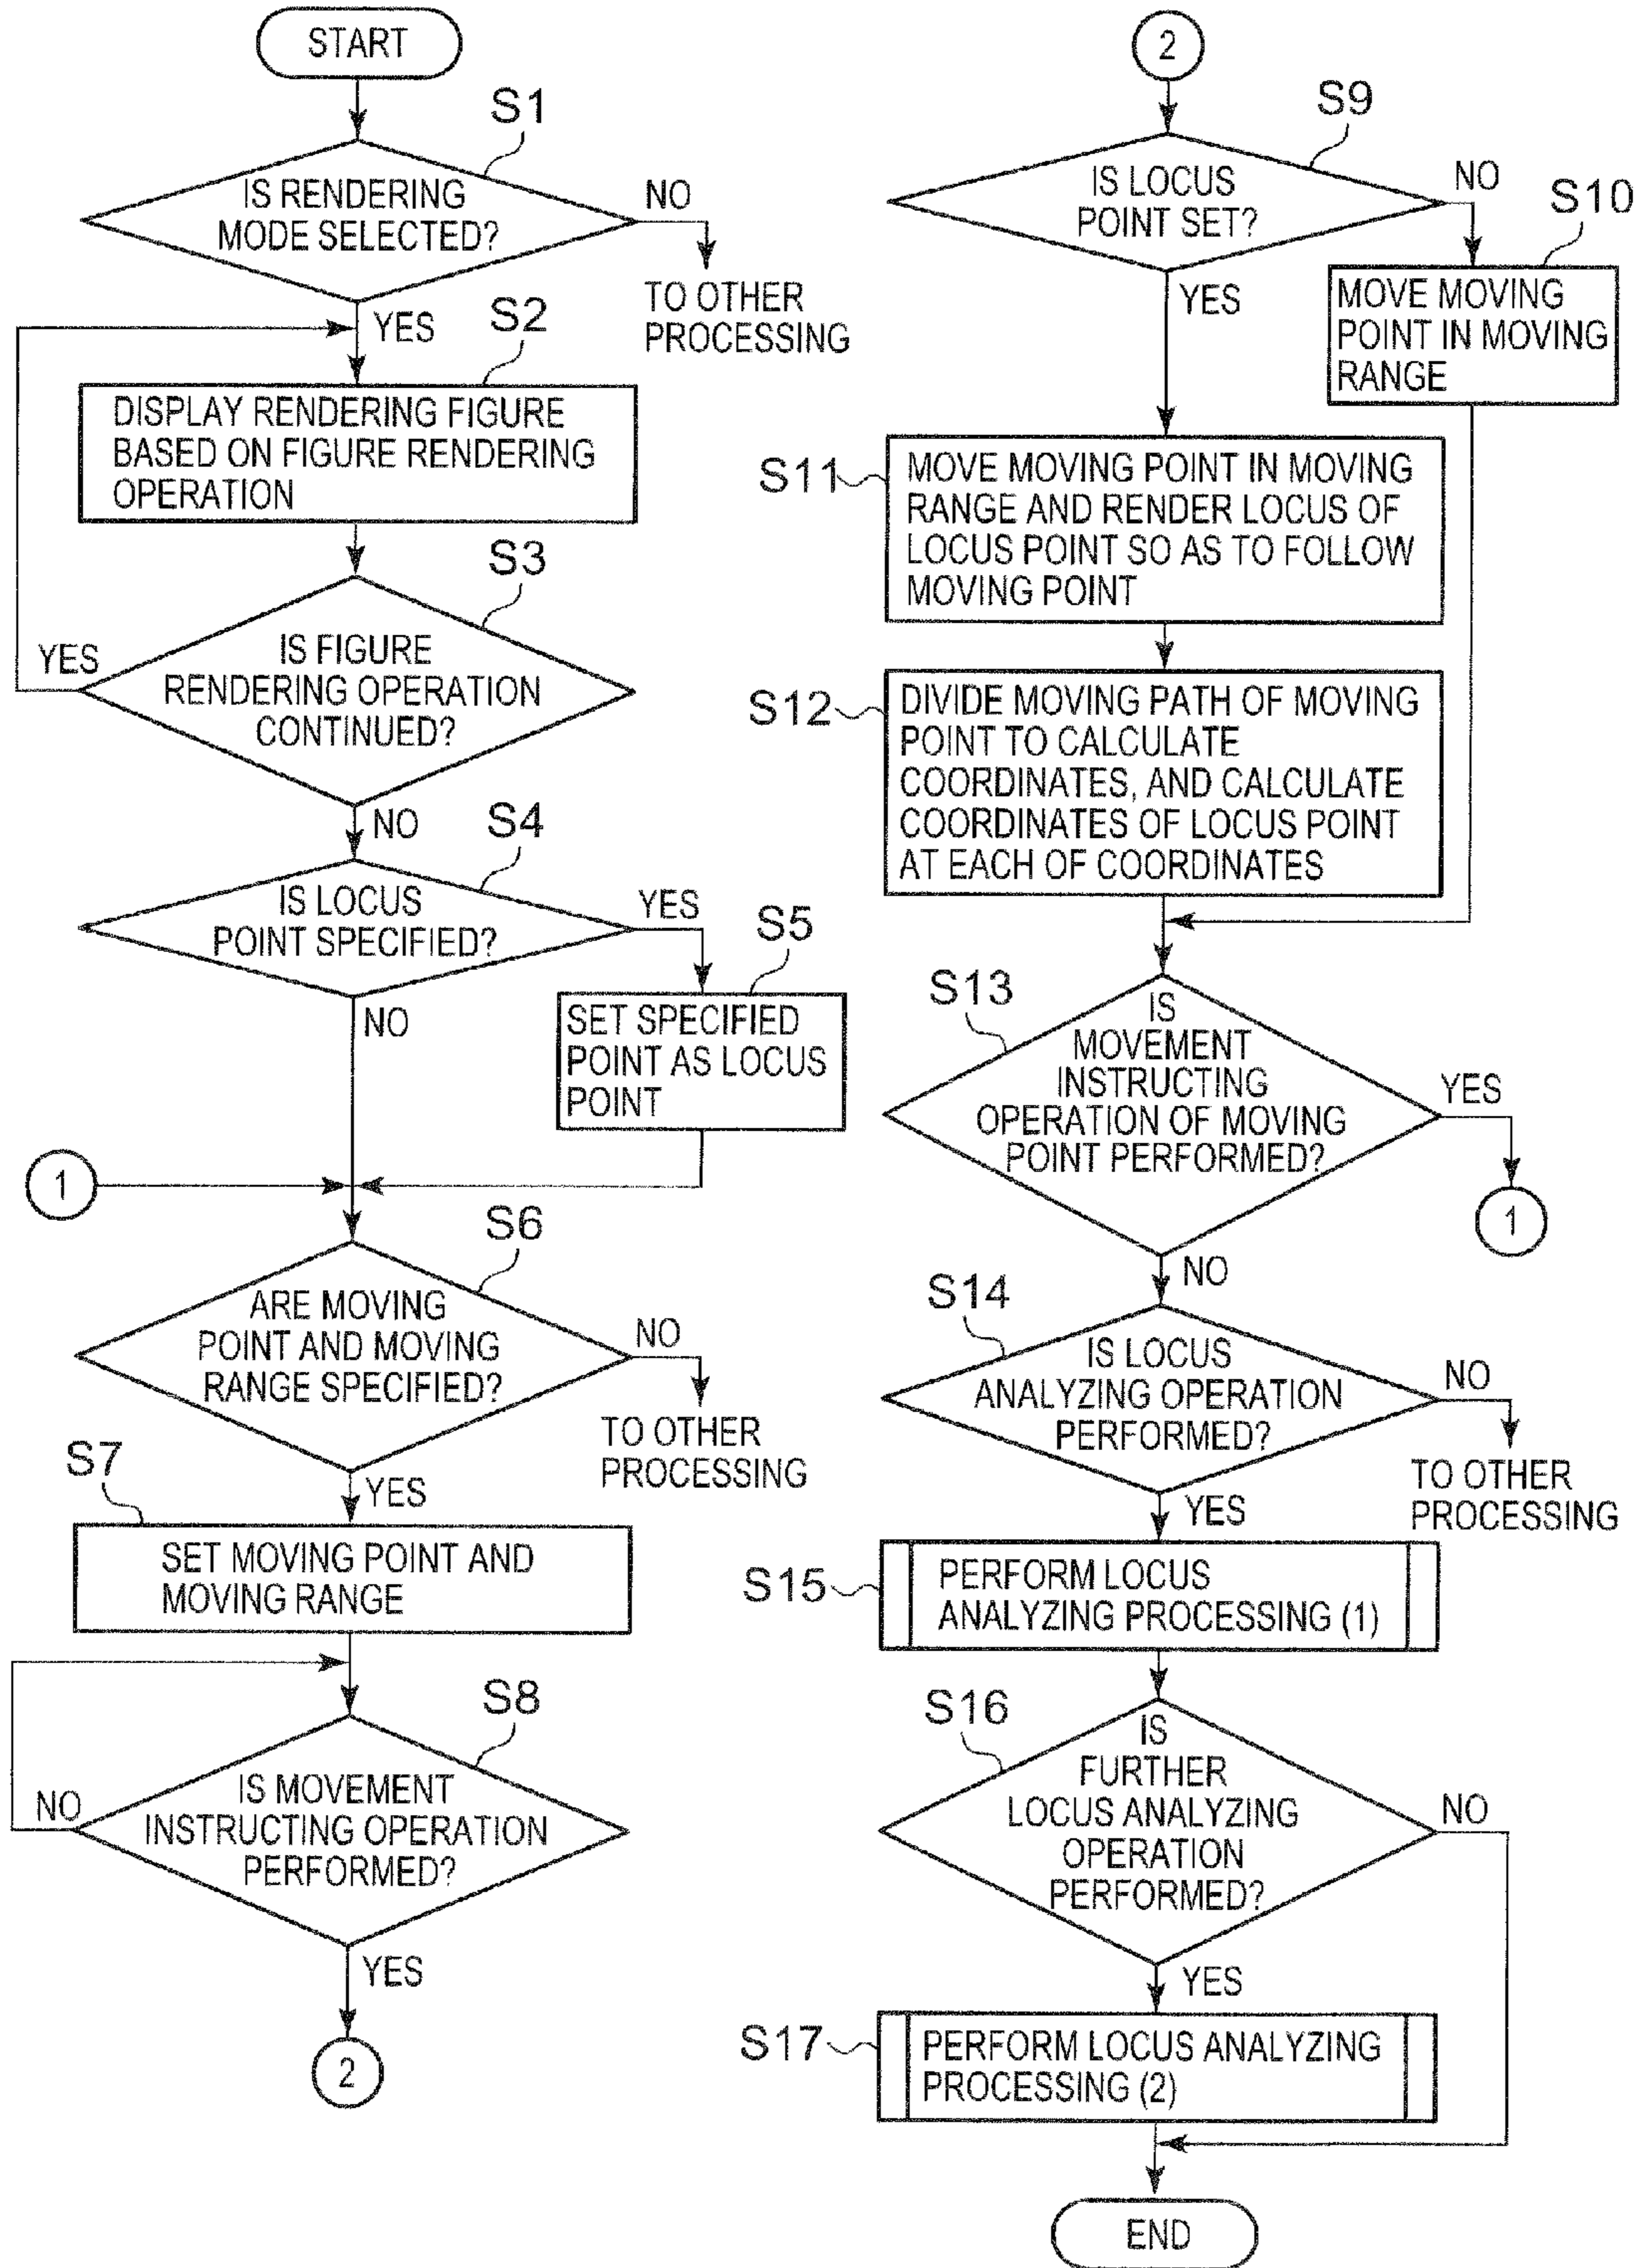 START
S1
IS RENDERING
MODE SELECTED?
NO
TO OTHER
PROCESSING
YES
S2
DISPLAY RENDERING FIGURE
BASED ON FIGURE RENDERING
OPERATION
S3
IS FIGURE
RENDERING OPERATION
CONTINUED?
YES
NO
S4
IS LOCUS
POINT SPECIFIED?
YES
S5
SET SPECIFIED
POINT AS LOCUS
POINT
NO
1
S6
ARE MOVING
POINT AND MOVING
RANGE SPECIFIED?
NO
TO OTHER
PROCESSING
YES
S7
SET MOVING POINT AND
MOVING RANGE
S8
IS MOVEMENT
INSTRUCTING OPERATION
PERFORMED?
NO
YES
2
2
S9
IS LOCUS
POINT SET?
NO
S10
MOVE MOVING
POINT IN MOVING
RANGE
YES
S11
MOVE MOVING POINT IN MOVING
RANGE AND RENDER LOCUS OF
LOCUS POINT SO AS TO FOLLOW
MOVING POINT
S12
DIVIDE MOVING PATH OF MOVING
POINT TO CALCULATE
COORDINATES, AND CALCULATE
COORDINATES OF LOCUS POINT
AT EACH OF COORDINATES
S13
IS
MOVEMENT
INSTRUCTING
OPERATION OF MOVING
POINT PERFORMED?
YES
1
NO
S14
IS LOCUS
ANALYZING OPERATION
PERFORMED?
NO
TO OTHER
PROCESSING
YES
S15
PERFORM LOCUS
ANALYZING PROCESSING (1)
S16
IS
FURTHER
LOCUS ANALYZING
OPERATION
PERFORMED?
NO
YES
S17
PERFORM LOCUS ANALYZING
PROCESSING (2)
END